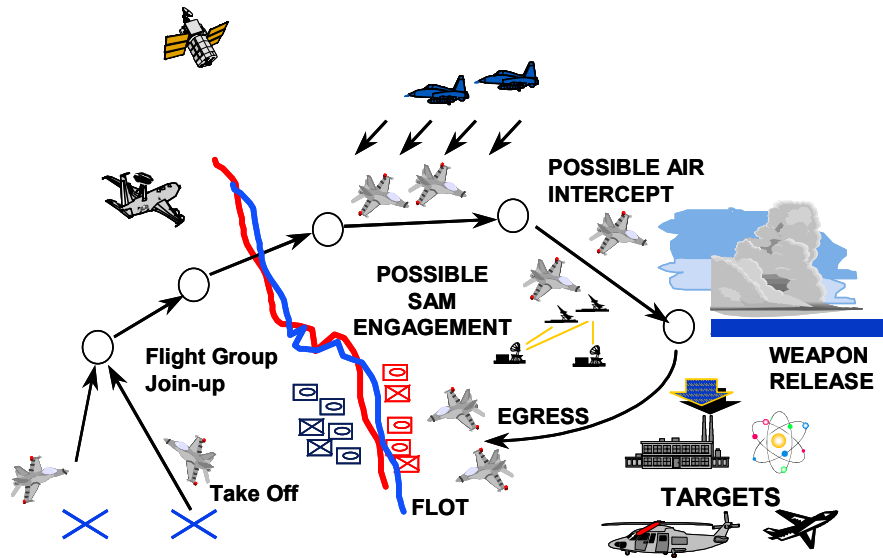 POSSIBLE AIR
INTERCEPT
POSSIBLE
SAM
ENGAGEMENT
Flight Group
Join-up
WEAPON
RELEASE
EGRESS
Take Off
FLOT
TARGETS